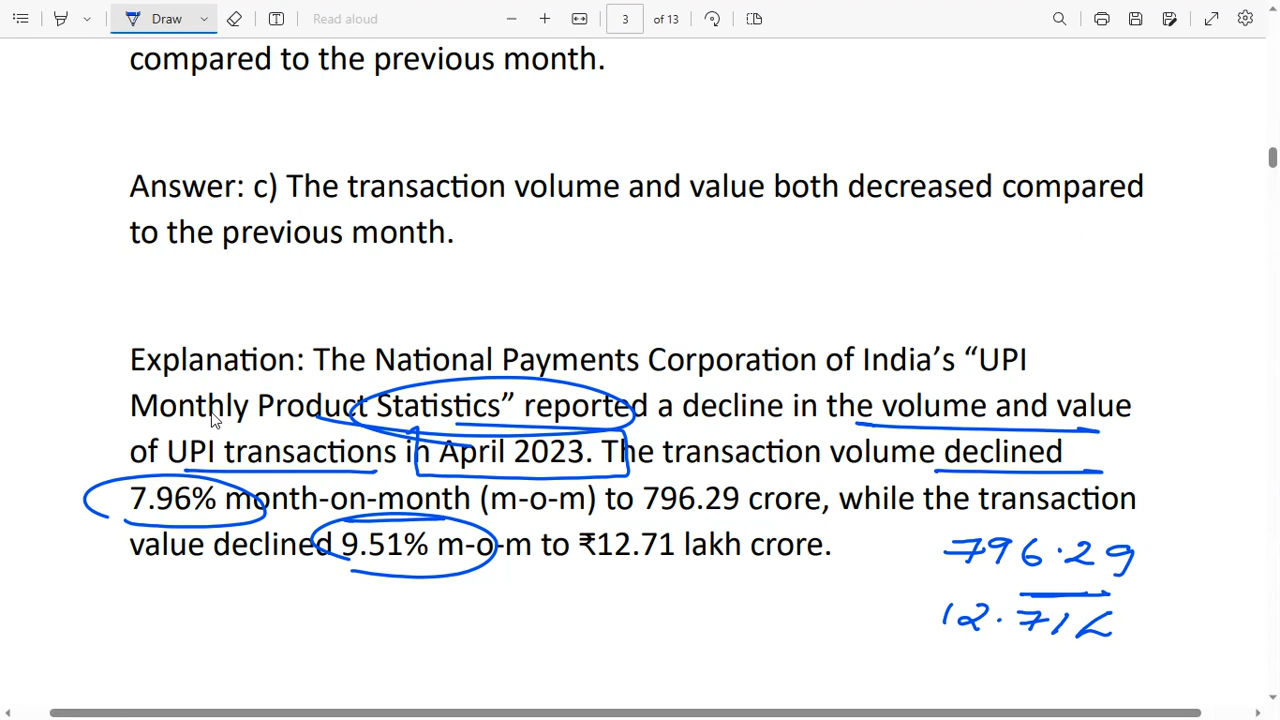 Draw
Read aloud
3
of 13
compared to the previous month.
Answer: c) The transaction volume and value both decreased compared
to the previous month.
Explanation: The National Payments Corporation of India’s “UPI
Monthly Product Statistics” reported a decline in the volume and value
of UPI transactions in April 2023. The transaction volume declined
7.96% month-on-month (m-o-m) to 796.29 crore, while the transaction
value declined 9.51% m-o-m to ₹12.71 lakh crore.
796.29
12.71L